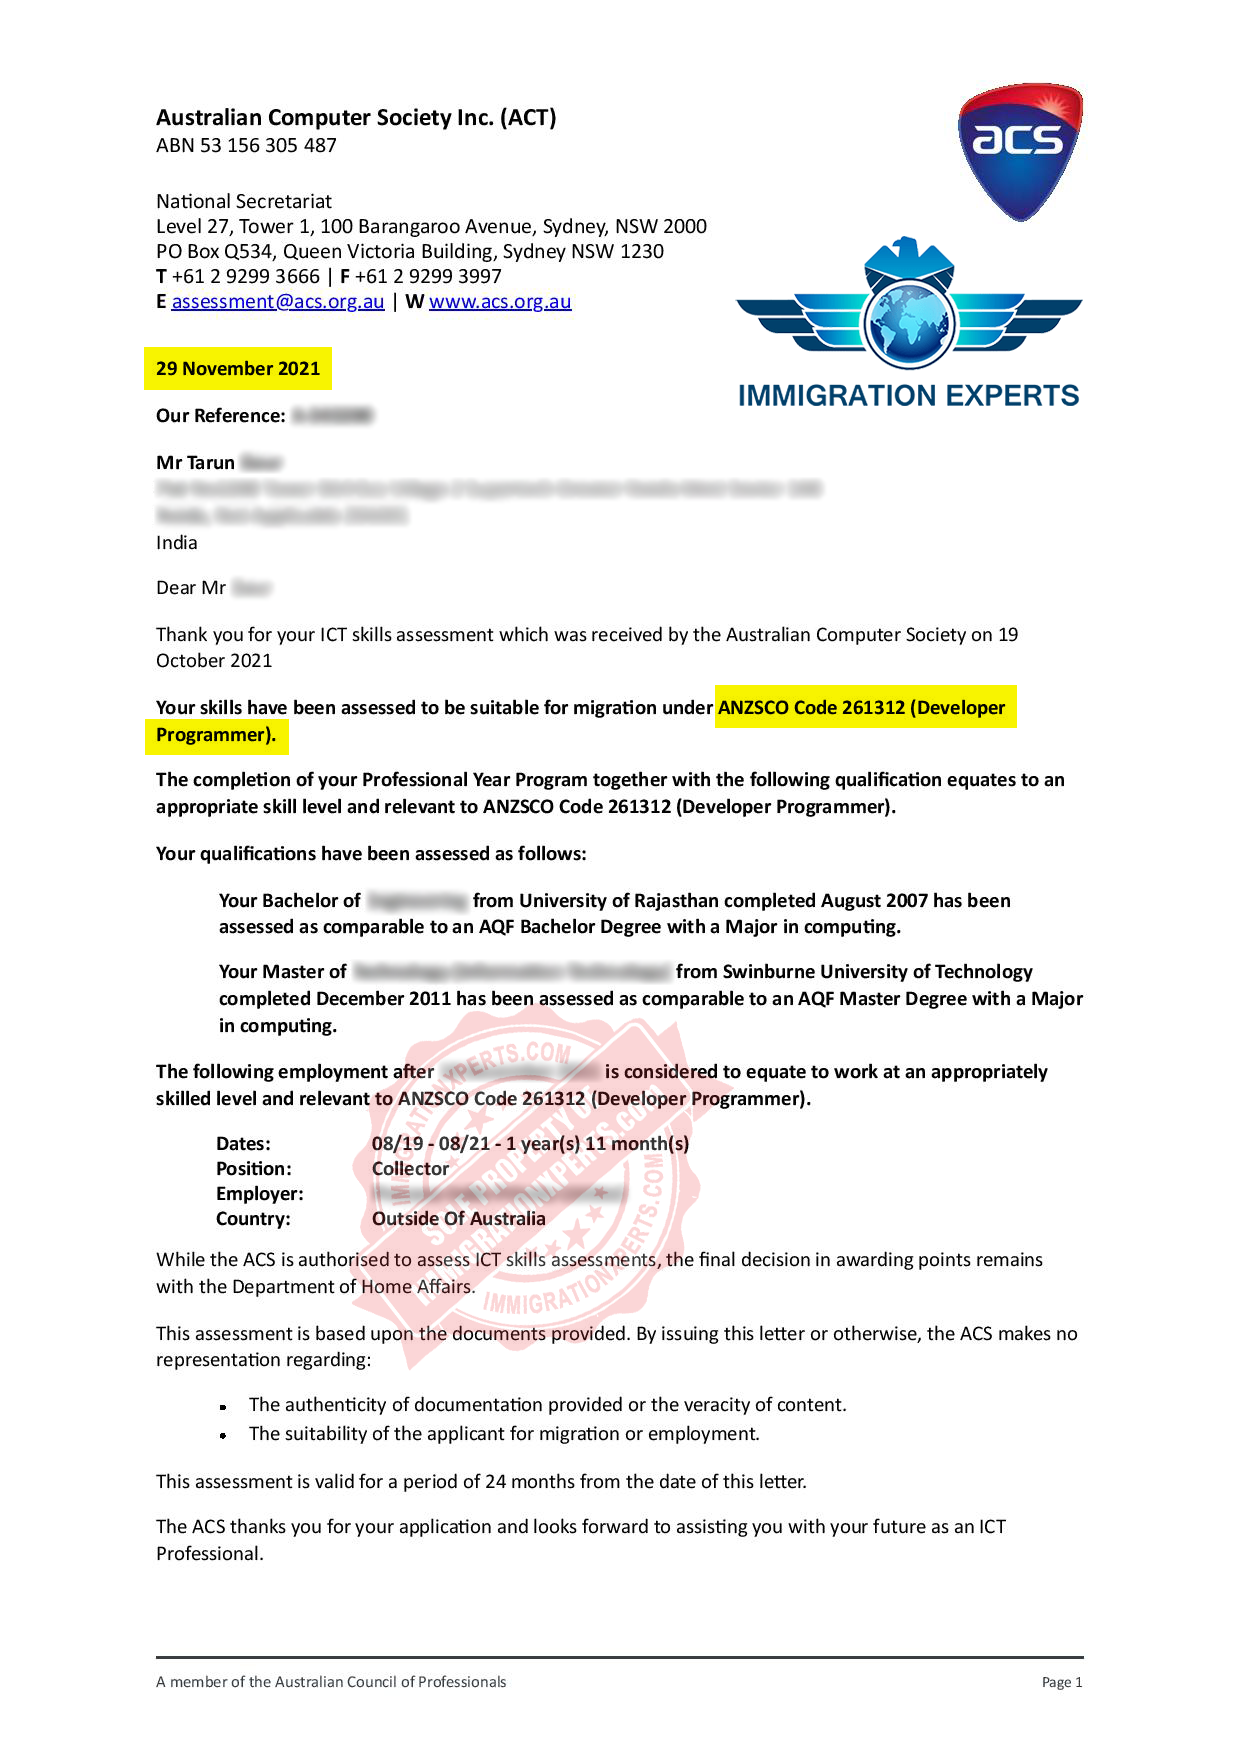 Australian Computer Society Inc. (ACT)
ABN 53 156 305 487
acs
National Secretariat
Level 27, Tower 1, 100 Barangaroo Avenue, Sydney, NSW 2000
PO Box Q534, Queen Victoria Building, Sydney NSW 1230
T +61 2 9299 3666 | F +61 2 9299 3997
E assessment@acs.org.au | W www.acs.org.au
IMMIGRATION EXPERTS
29 November 2021
Our Reference:
Mr Tarun
India
Dear Mr
Thank you for your ICT skills assessment which was received by the Australian Computer Society on 19
October 2021
Your skills have been assessed to be suitable for migration under ANZSCO Code 261312 (Developer
Programmer).
The completion of your Professional Year Program together with the following qualification equates to an
appropriate skill level and relevant to ANZSCO Code 261312 (Developer Programmer).
Your qualifications have been assessed as follows:
Your Bachelor of from University of Rajasthan completed August 2007 has been
assessed as comparable to an AQF Bachelor Degree with a Major in computing.
Your Master of from Swinburne University of Technology
completed December 2011 has been assessed as comparable to an AQF Master Degree with a Major
in computing.
The following employment after is considered to equate to work at an appropriately
skilled level and relevant to ANZSCO Code 261312 (Developer Programmer).
Dates: 08/19 - 08/21 - 1 year(s) 11 month(s)
Position: Collector
Employer:
Country: Outside Of Australia
IMMIGRATIONXPERTS.COM
SOLE PROPERTY OF
IMMIGRATIONXPERTS.COM
IMMIGRATIONXPERTS.COM
While the ACS is authorised to assess ICT skills assessments, the final decision in awarding points remains
with the Department of Home Affairs.
This assessment is based upon the documents provided. By issuing this letter or otherwise, the ACS makes no
representation regarding:
• The authenticity of documentation provided or the veracity of content.
• The suitability of the applicant for migration or employment.
This assessment is valid for a period of 24 months from the date of this letter.
The ACS thanks you for your application and looks forward to assisting you with your future as an ICT
Professional.
A member of the Australian Council of Professionals
Page 1